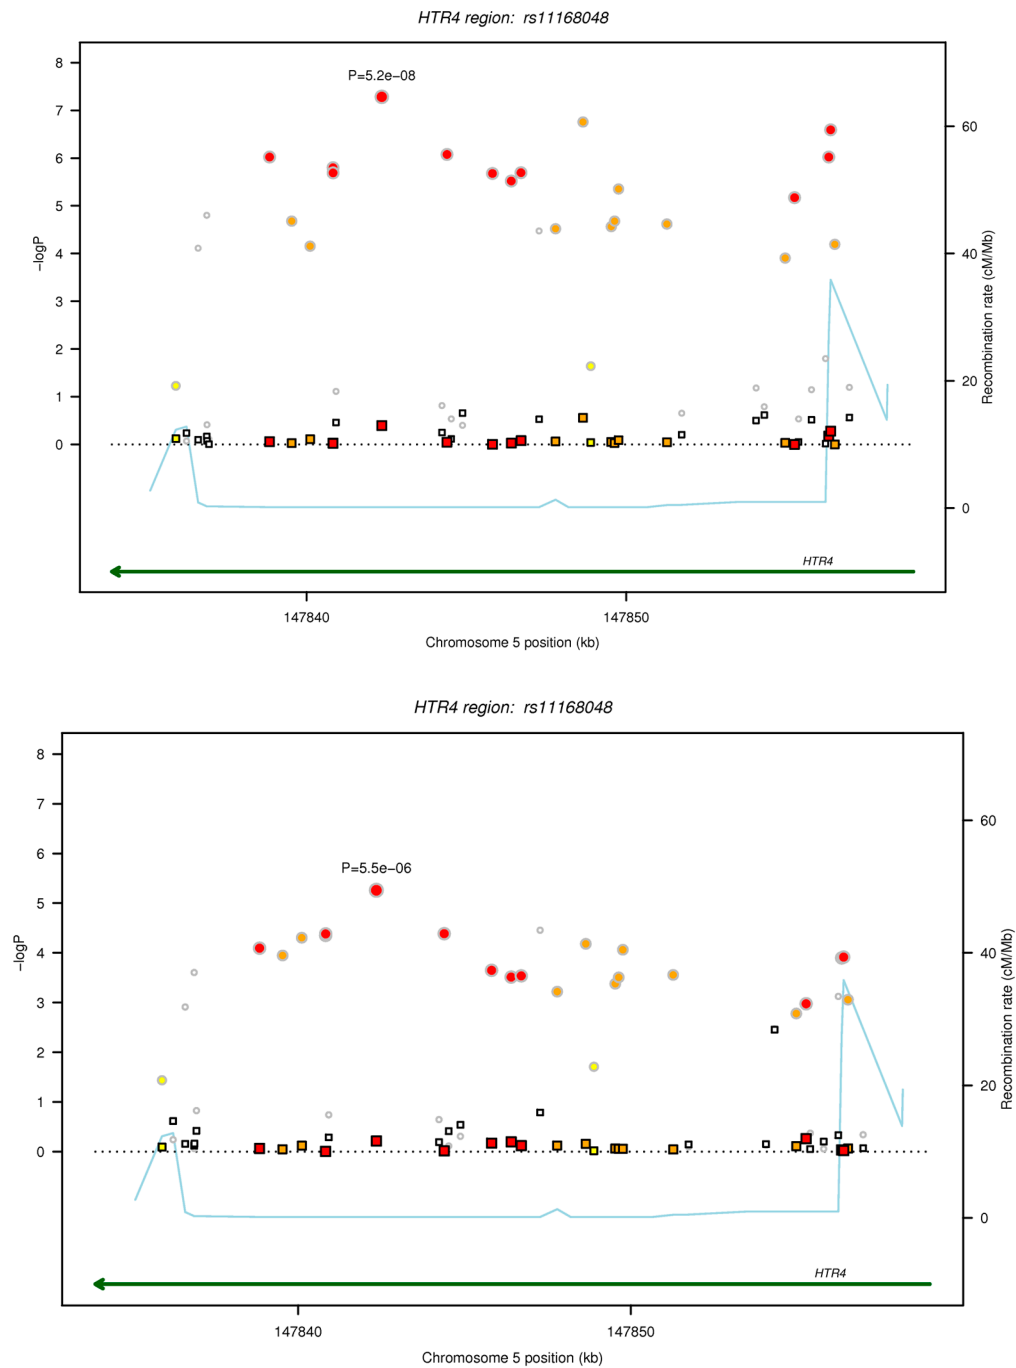 HTR4 region: rs11168048
P=5.2e−08
8
7
6
5
4
3
2
1
0
−logP
60
40
20
0
Recombination rate (cM/Mb)
HTR4
147840 147850
Chromosome 5 position (kb)
HTR4 region: rs11168048
P=5.5e−06
8
7
6
5
4
3
2
1
0
−logP
60
40
20
0
Recombination rate (cM/Mb)
HTR4
147840 147850
Chromosome 5 position (kb)